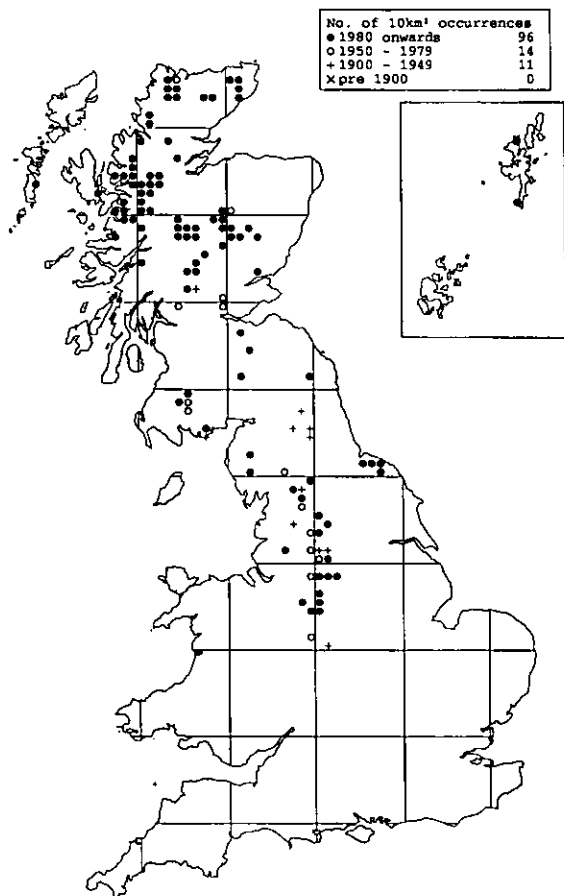 No. of 10km² occurrences
● 1980 onwards 96
○ 1950 - 1979 14
+ 1900 - 1949 11
× pre 1900 0